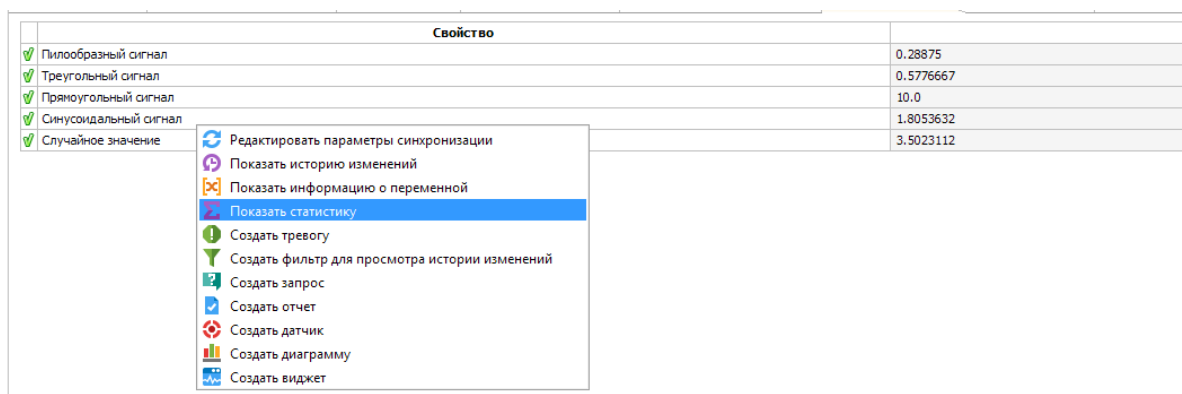 Свойство
Пилообразный сигнал 0.28875
Треугольный сигнал 0.5776667
Прямоугольный сигнал 10.0
Синусоидальный сигнал 1.8053632
Случайное значение 3.5023112
Редактировать параметры синхронизации
Показать историю изменений
Показать информацию о переменной
Показать статистику
Создать тревогу
Создать фильтр для просмотра истории изменений
Создать запрос
Создать отчет
Создать датчик
Создать диаграмму
Создать виджет